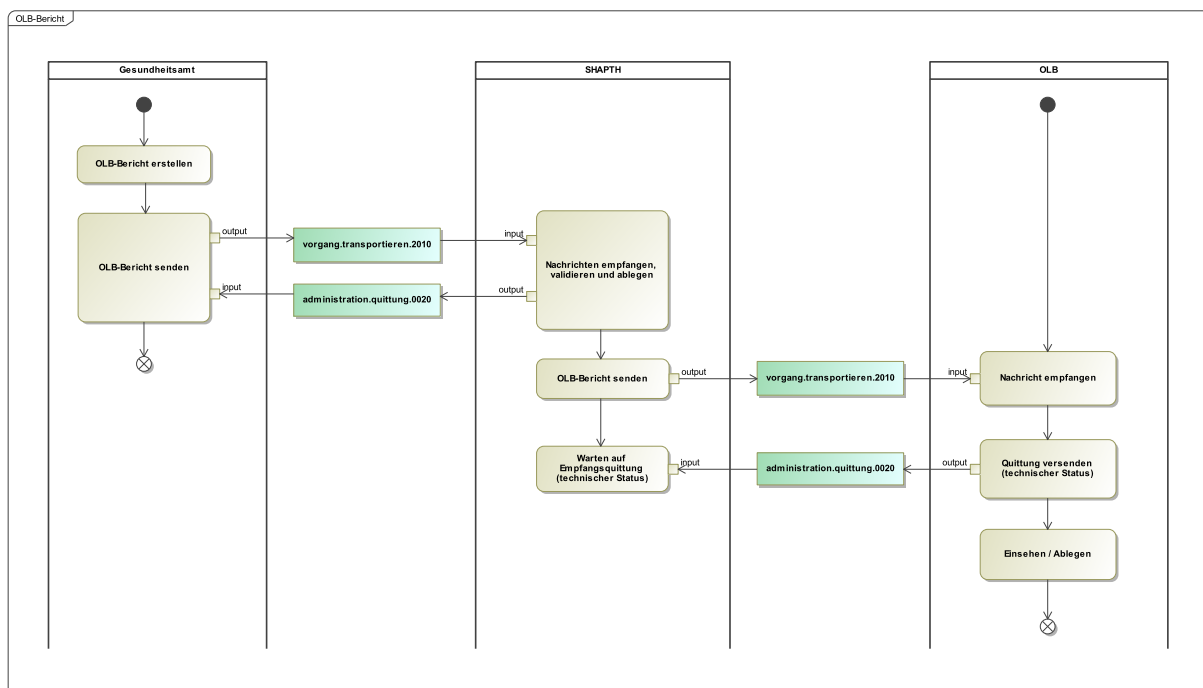 OLB-Bericht
Gesundheitsamt
SHAPTH
OLB
OLB-Bericht erstellen
OLB-Bericht senden
output
input
vorgang.transportieren.2010
administration.quittung.0020
input
output
Nachrichten empfangen,
validieren und ablegen
OLB-Bericht senden
output
vorgang.transportieren.2010
input
Nachricht empfangen
Warten auf
Empfangsquittung
(technischer Status)
input
administration.quittung.0020
output
Quittung versenden
(technischer Status)
Einsehen / Ablegen